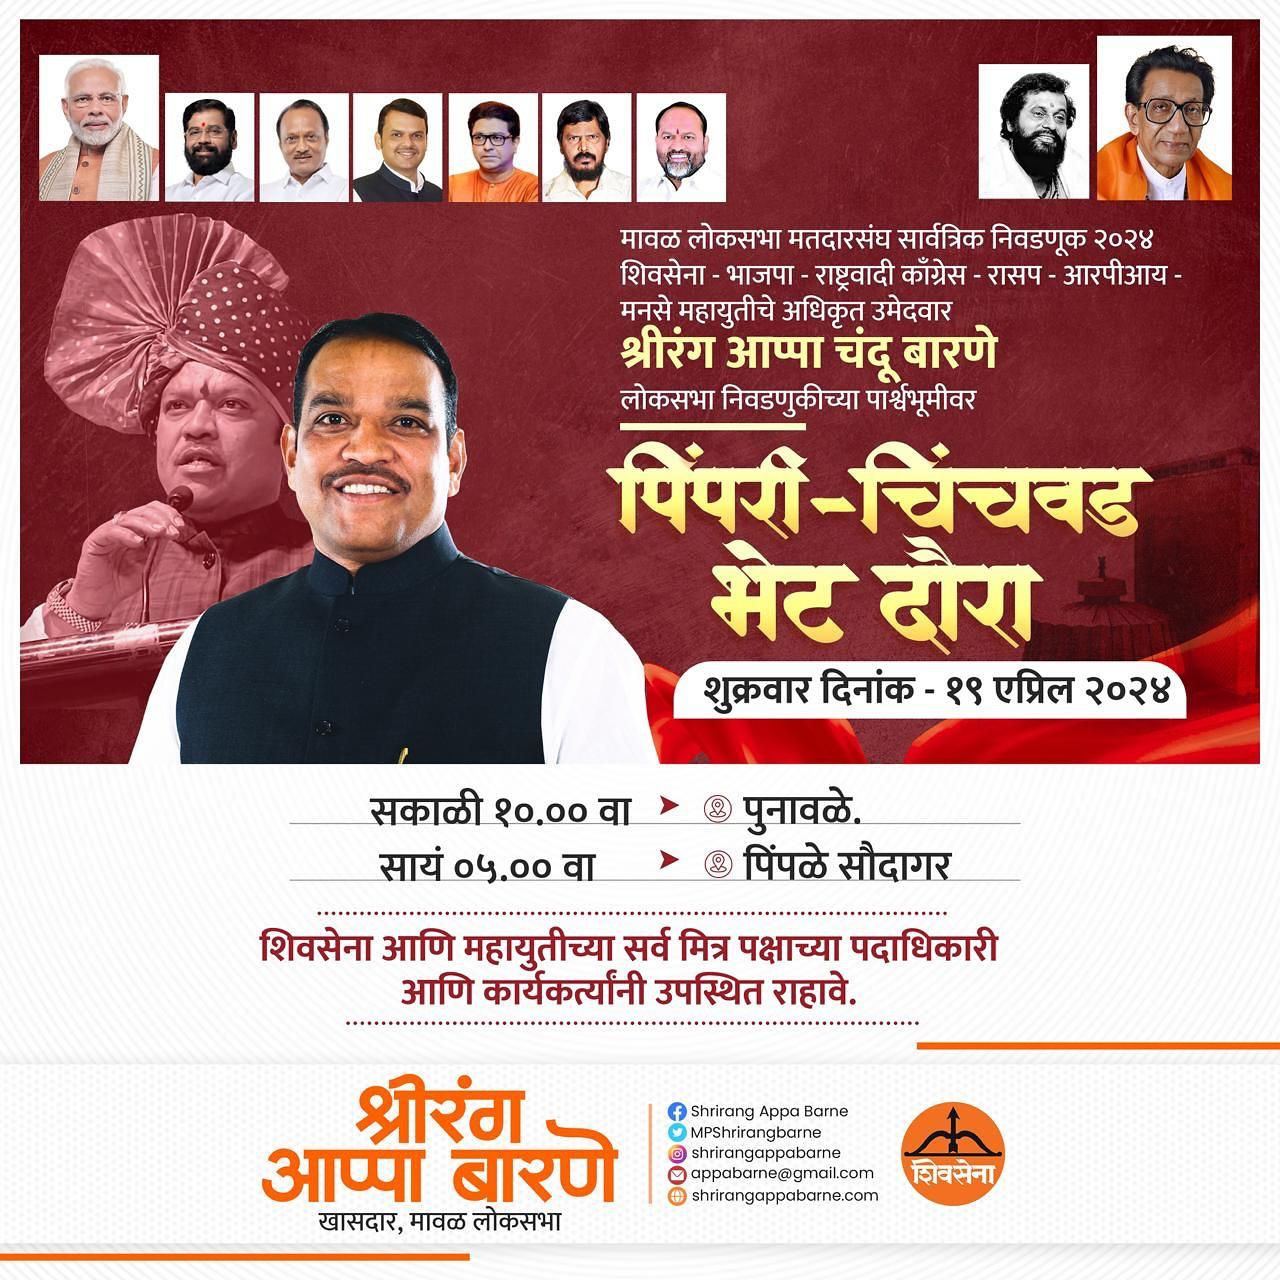 मावळ लोकसभा मतदारसंघ सार्वत्रिक निवडणूक २०२४
शिवसेना - भाजपा - राष्ट्रवादी काँग्रेस - रासप - आरपीआय -
मनसे महायुतीचे अधिकृत उमेदवार
श्रीरंग आप्पा चंदू बारणे
लोकसभा निवडणुकीच्या पार्श्वभूमीवर
पिंपरी-चिंचवड
भेट दौरा
शुक्रवार दिनांक - १९ एप्रिल २०२४
सकाळी १०.०० वा पुनावळे.
सायं ०५.०० वा पिंपळे सौदागर
शिवसेना आणि महायुतीच्या सर्व मित्र पक्षाच्या पदाधिकारी
आणि कार्यकर्त्यांनी उपस्थित राहावे.
श्रीरंग
आप्पा बारणे
खासदार, मावळ लोकसभा
Shrirang Appa Barne
MPShrirangbarne
shrirangappabarne
appabarne@gmail.com
shrirangappabarne.com
शिवसेना